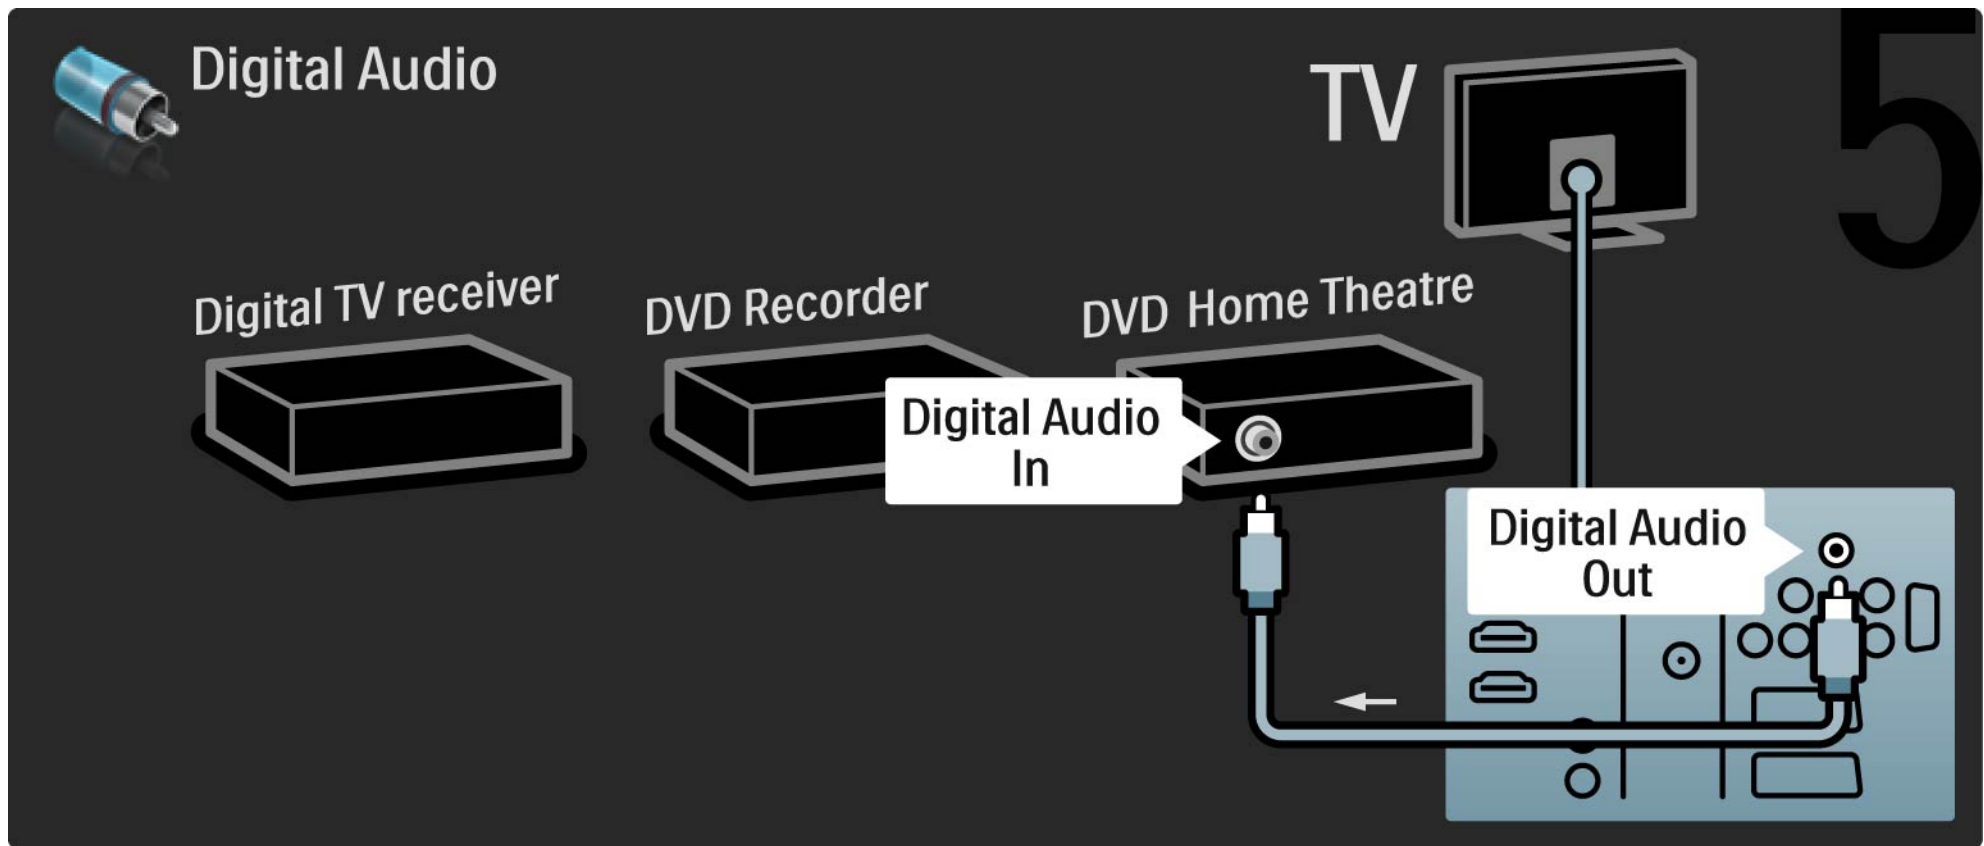 Digital Audio
TV
5
Digital TV receiver
DVD Recorder
DVD Home Theatre
Digital Audio
In
Digital Audio
Out